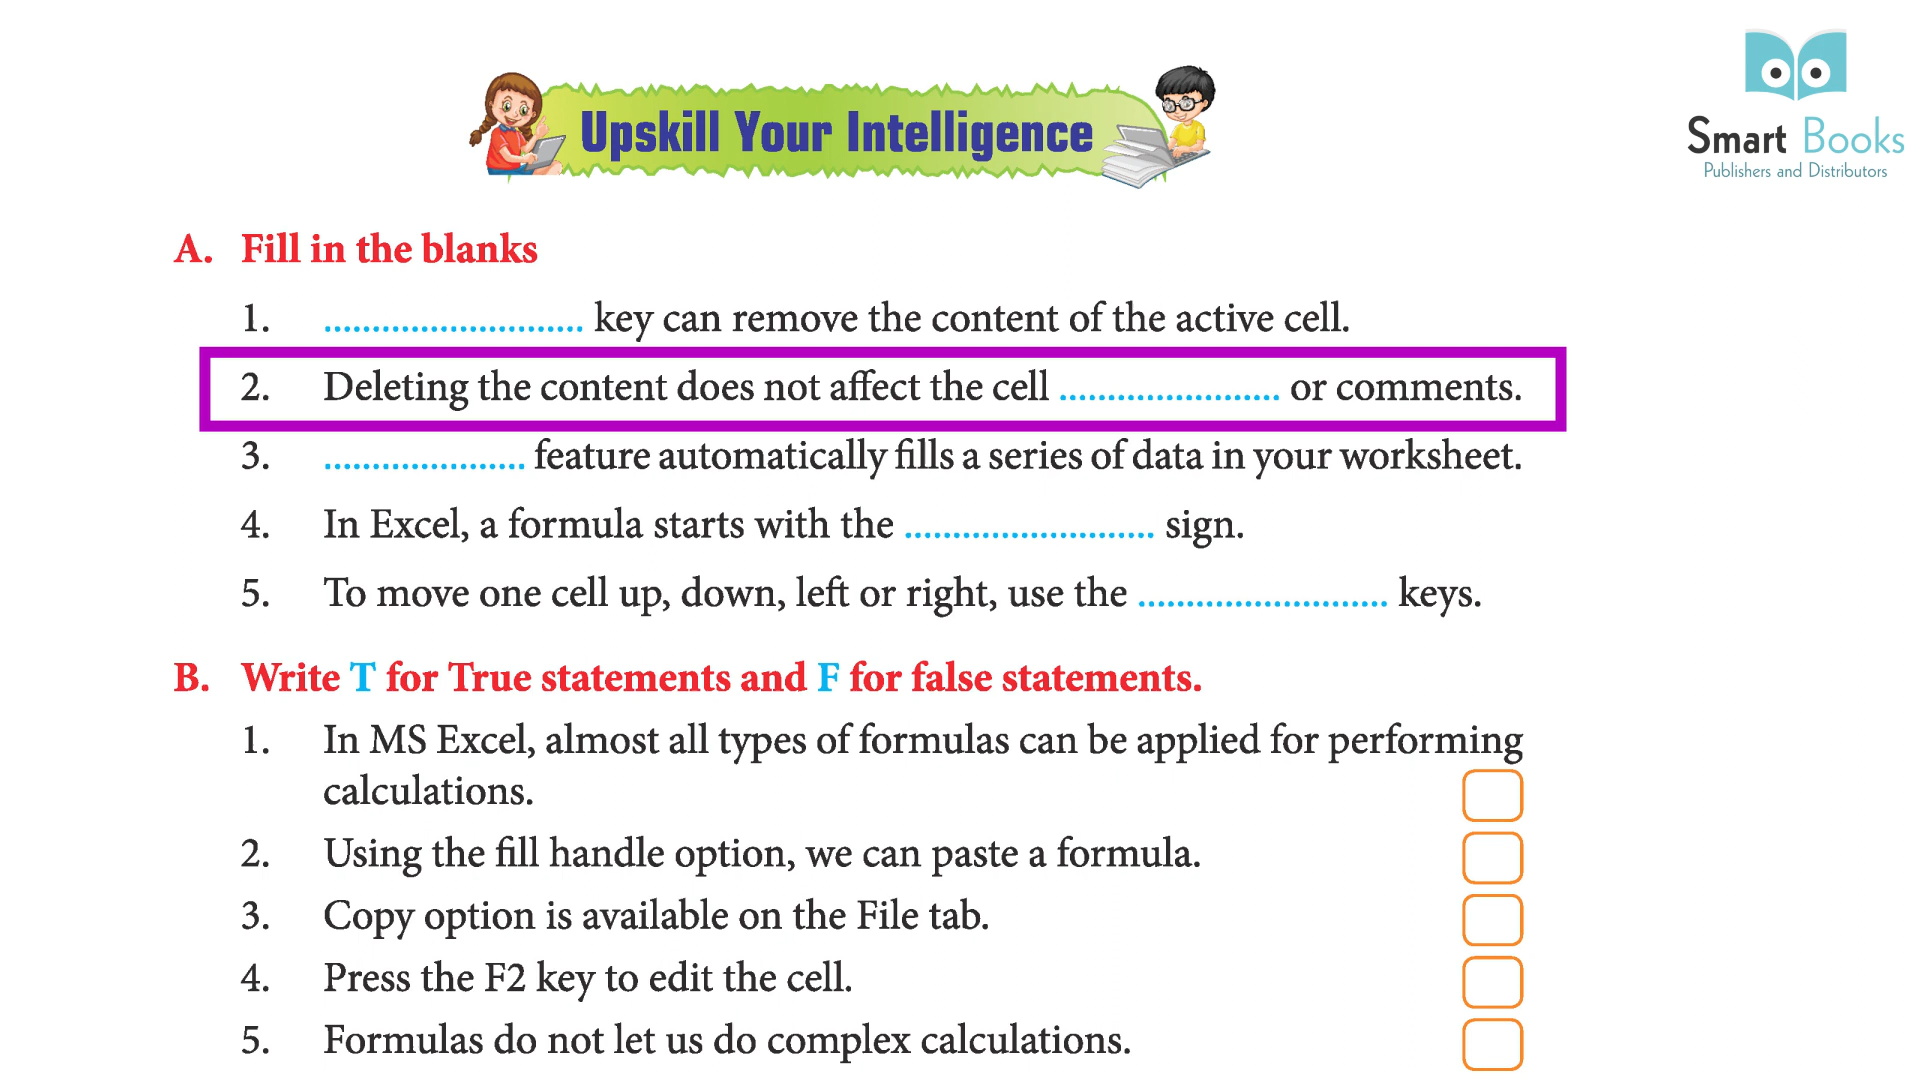 Upskill Your Intelligence
Smart Books
Publishers and Distributors
A. Fill in the blanks
1. ........................... key can remove the content of the active cell.
2. Deleting the content does not affect the cell ....................... or comments.
3. ..................... feature automatically fills a series of data in your worksheet.
4. In Excel, a formula starts with the .......................... sign.
5. To move one cell up, down, left or right, use the .......................... keys.
B. Write T for True statements and F for false statements.
1. In MS Excel, almost all types of formulas can be applied for performing
calculations.
2. Using the fill handle option, we can paste a formula.
3. Copy option is available on the File tab.
4. Press the F2 key to edit the cell.
5. Formulas do not let us do complex calculations.